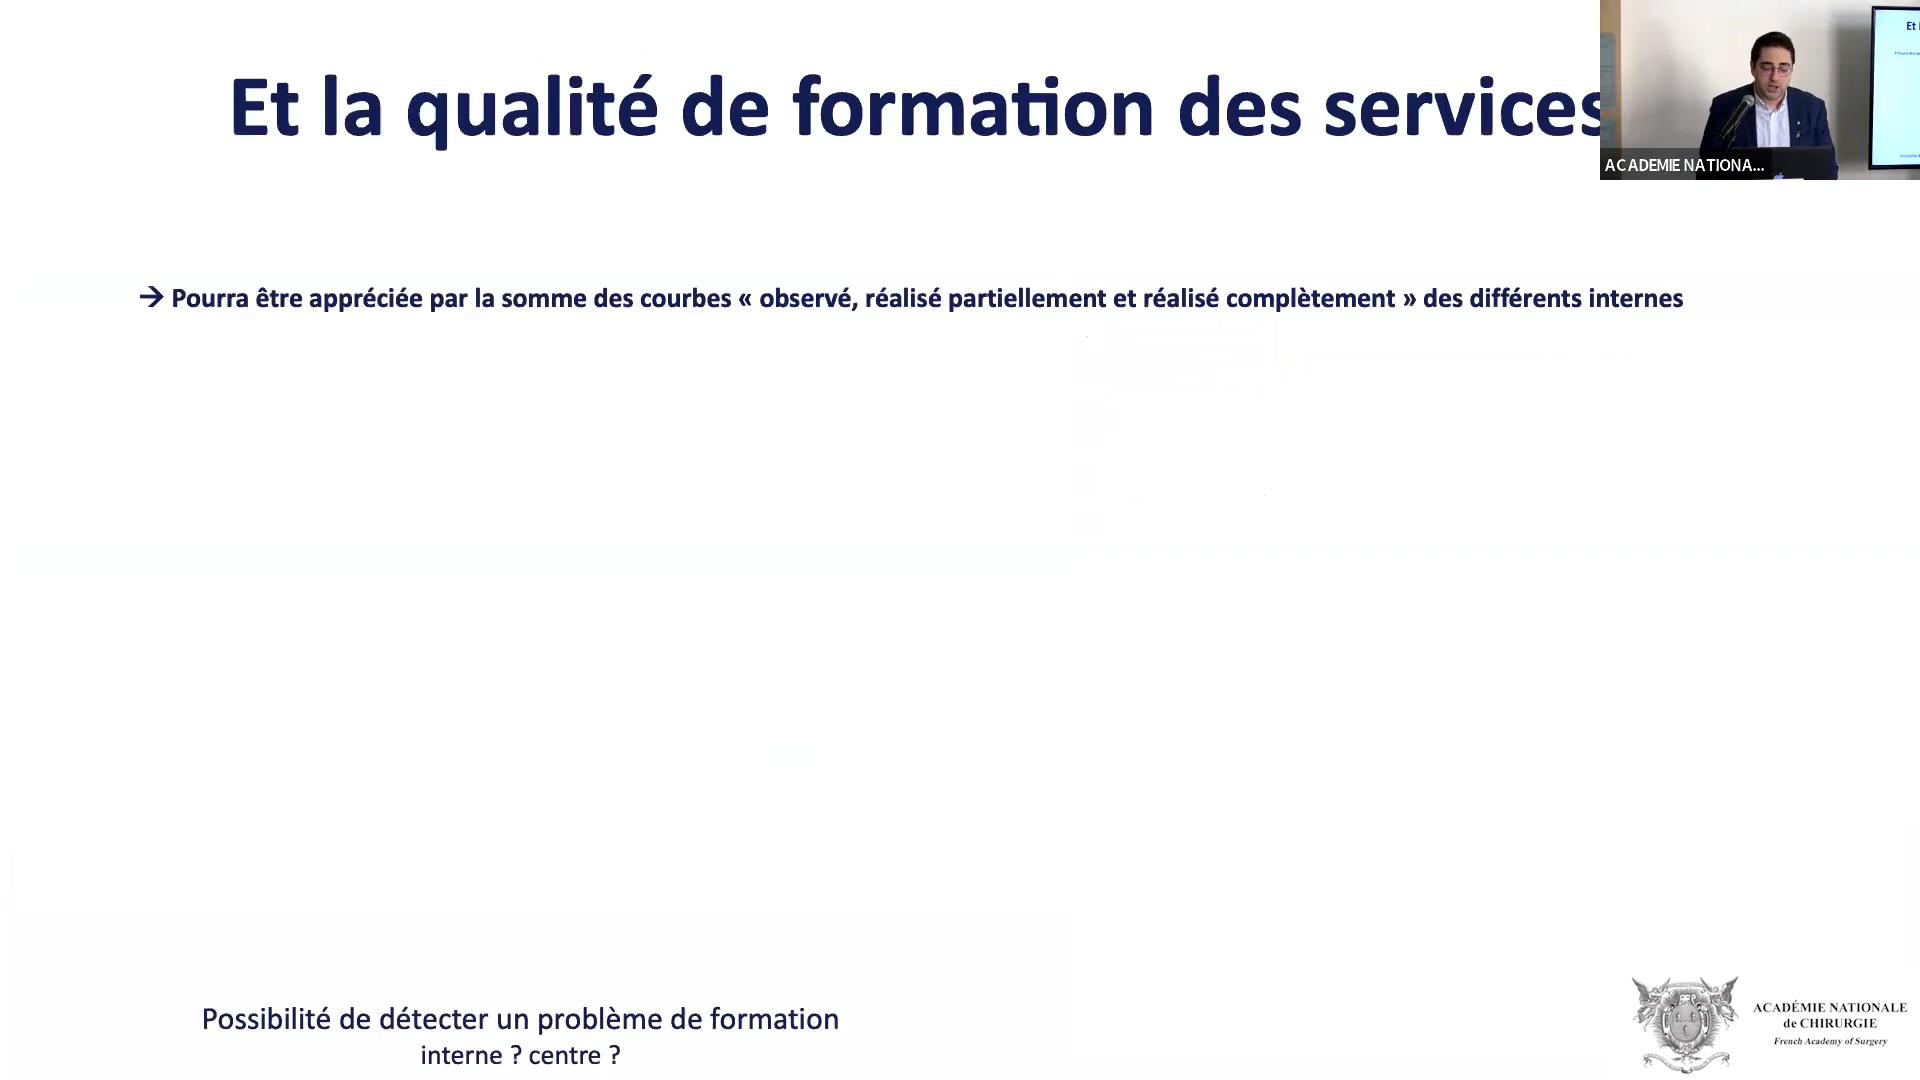 Et la qualité de formation des services
ACADEMIE NATIONA...
→ Pourra être appréciée par la somme des courbes « observé, réalisé partiellement et réalisé complètement » des différents internes
Possibilité de détecter un problème de formation
interne ? centre ?
ACADÉMIE NATIONALE
de CHIRURGIE
French Academy of Surgery